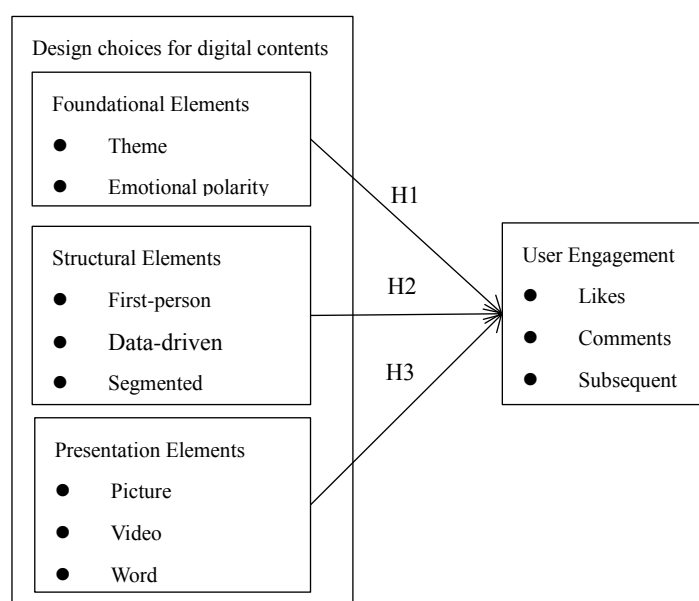 Design choices for digital contents
Foundational Elements
● Theme
● Emotional polarity
H1
Structural Elements
● First-person
● Data-driven
● Segmented
H2
Presentation Elements
● Picture
● Video
● Word
H3
User Engagement
● Likes
● Comments
● Subsequent